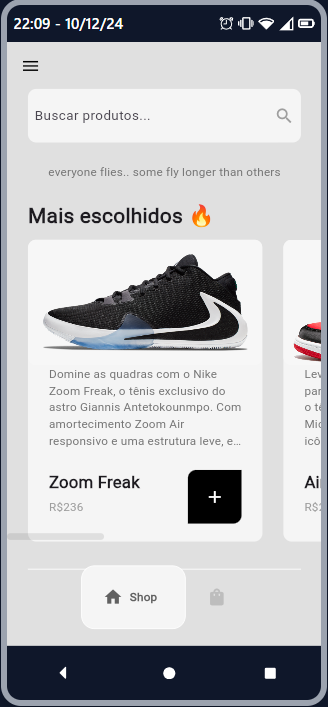 22:09 - 10/12/24
Buscar produtos...
everyone flies.. some fly longer than others
Mais escolhidos 🔥
Domine as quadras com o Nike
Zoom Freak, o tênis exclusivo do
astro Giannis Antetokounmpo. Com
amortecimento Zoom Air
responsivo e uma estrutura leve, e…
Zoom Freak
R$236
+
Lev
par
o tê
Mic
icô
Ai
R$2
Shop